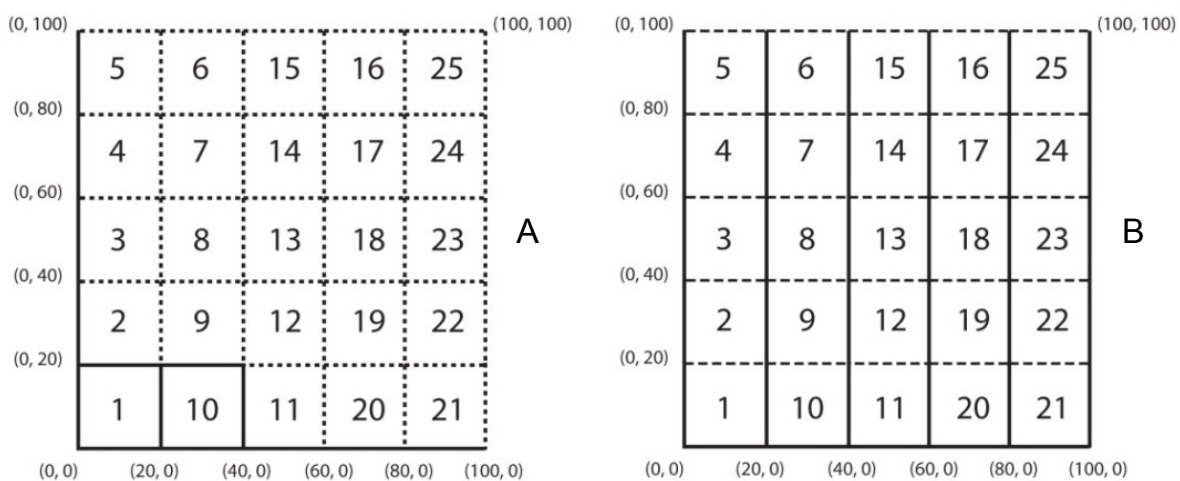 (0, 100) (100, 100) (0, 100) (100, 100)
5 6 15 16 25 5 6 15 16 25
(0, 80) (0, 80)
4 7 14 17 24 4 7 14 17 24
(0, 60) (0, 60)
3 8 13 18 23 A 3 8 13 18 23 B
(0, 40) (0, 40)
2 9 12 19 22 2 9 12 19 22
(0, 20) (0, 20)
1 10 11 20 21 1 10 11 20 21
(0, 0) (20, 0) (40, 0) (60, 0) (80, 0) (100, 0) (0, 0) (20, 0) (40, 0) (60, 0) (80, 0) (100, 0)